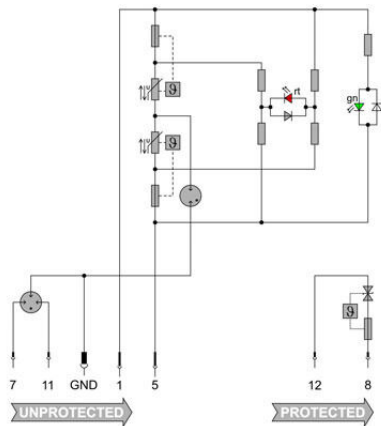 U
ϑ
rt
gn
U
ϑ
ϑ
7 11 GND 1 5 12 8
UNPROTECTED PROTECTED